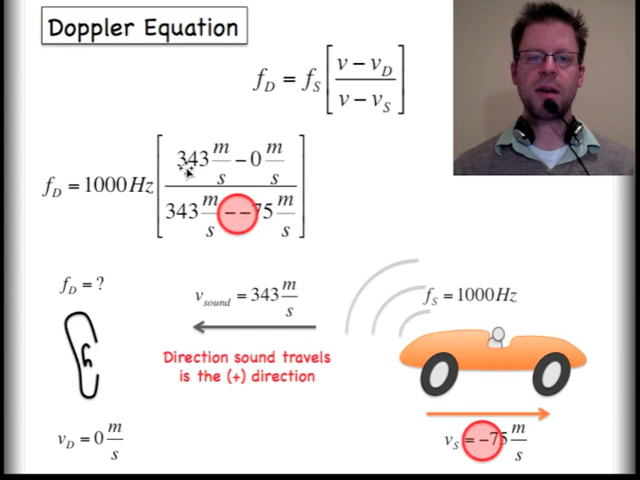 Doppler Equation
f_D = f_S [ (v − v_D) / (v − v_S) ]
f_D = 1000 Hz [ (343 m/s − 0 m/s) / (343 m/s − −75 m/s) ]
f_D = ?
v_sound = 343 m/s
f_S = 1000 Hz
Direction sound travels
is the (+) direction
v_D = 0 m/s
v_S = −75 m/s